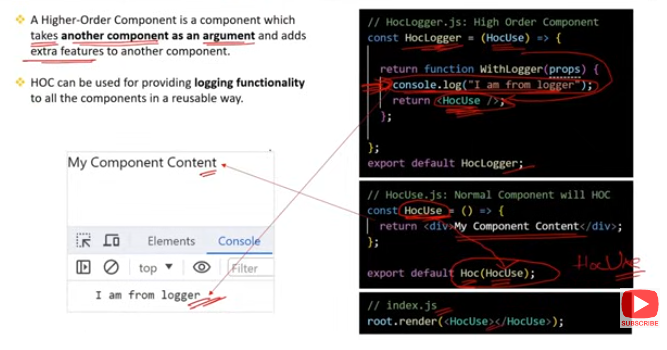 A Higher-Order Component is a component which
takes another component as an argument and adds
extra features to another component.
HOC can be used for providing logging functionality
to all the components in a reusable way.
My Component Content
Elements
Console
top
Filter
I am from logger
// HocLogger.js: High Order Component
const HocLogger = (HocUse) => {
return function WithLogger(props) {
console.log("I am from logger");
return <HocUse />;
};
};
export default HocLogger;
// HocUse.js: Normal Component will HOC
const HocUse = () => {
return <div>My Component Content</div>;
};
export default Hoc(HocUse);
HocUse
// index.js
root.render(<HocUse></HocUse>);
SUBSCRIBE